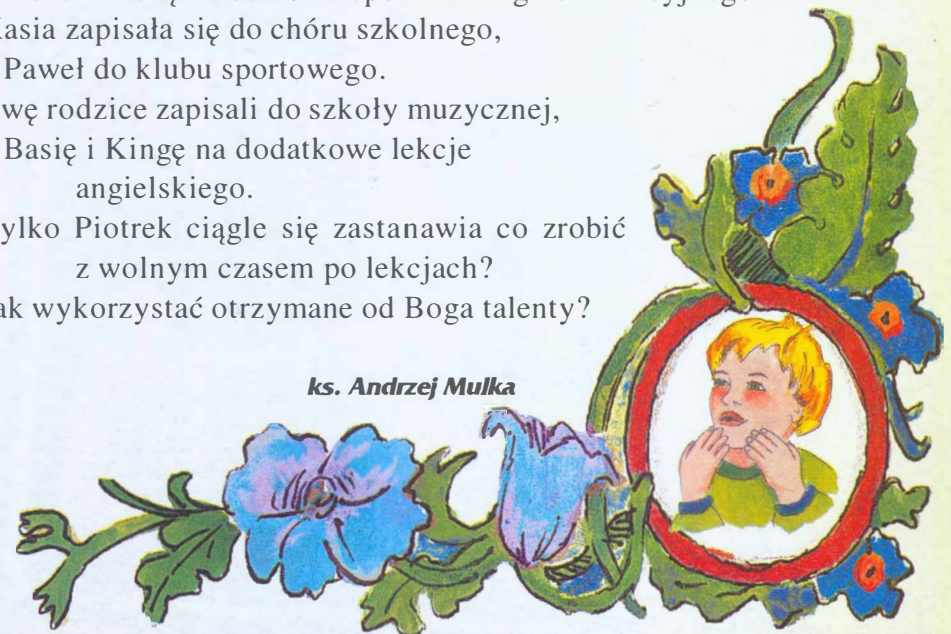 Kasia zapisała się do chóru szkolnego,
Paweł do klubu sportowego.
wę rodzice zapisali do szkoły muzycznej,
Basię i Kingę na dodatkowe lekcje
angielskiego.
ylko Piotrek ciągle się zastanawia co zrobić
z wolnym czasem po lekcjach?
ak wykorzystać otrzymane od Boga talenty?
ks. Andrzej Mulka